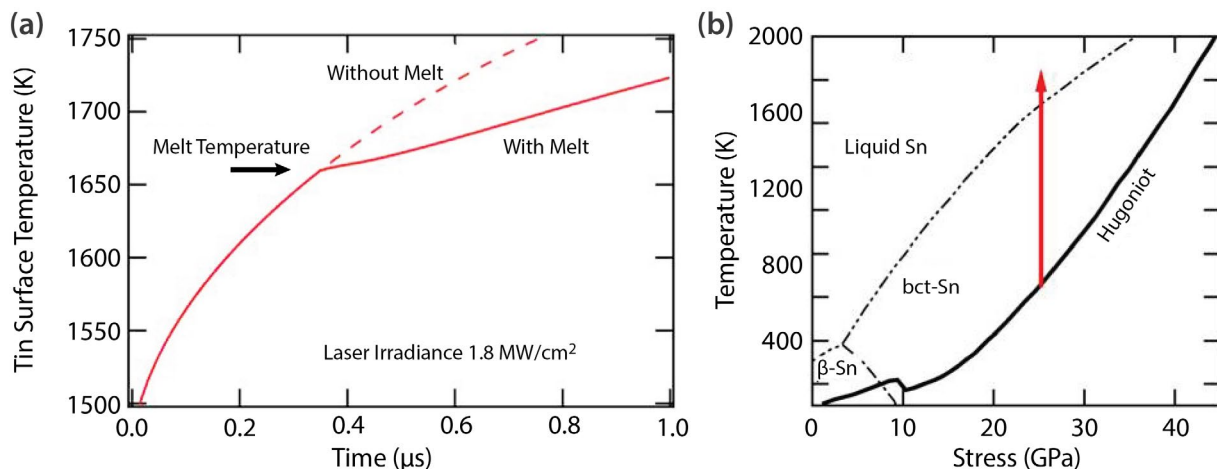 (a)
1750
1700
1650
1600
1550
1500
Tin Surface Temperature (K)
Without Melt
Melt Temperature
With Melt
Laser Irradiance 1.8 MW/cm²
0.0 0.2 0.4 0.6 0.8 1.0
Time (µs)
(b)
2000
1600
1200
800
400
Temperature (K)
Liquid Sn
Hugoniot
bct-Sn
β-Sn
0 10 20 30 40
Stress (GPa)